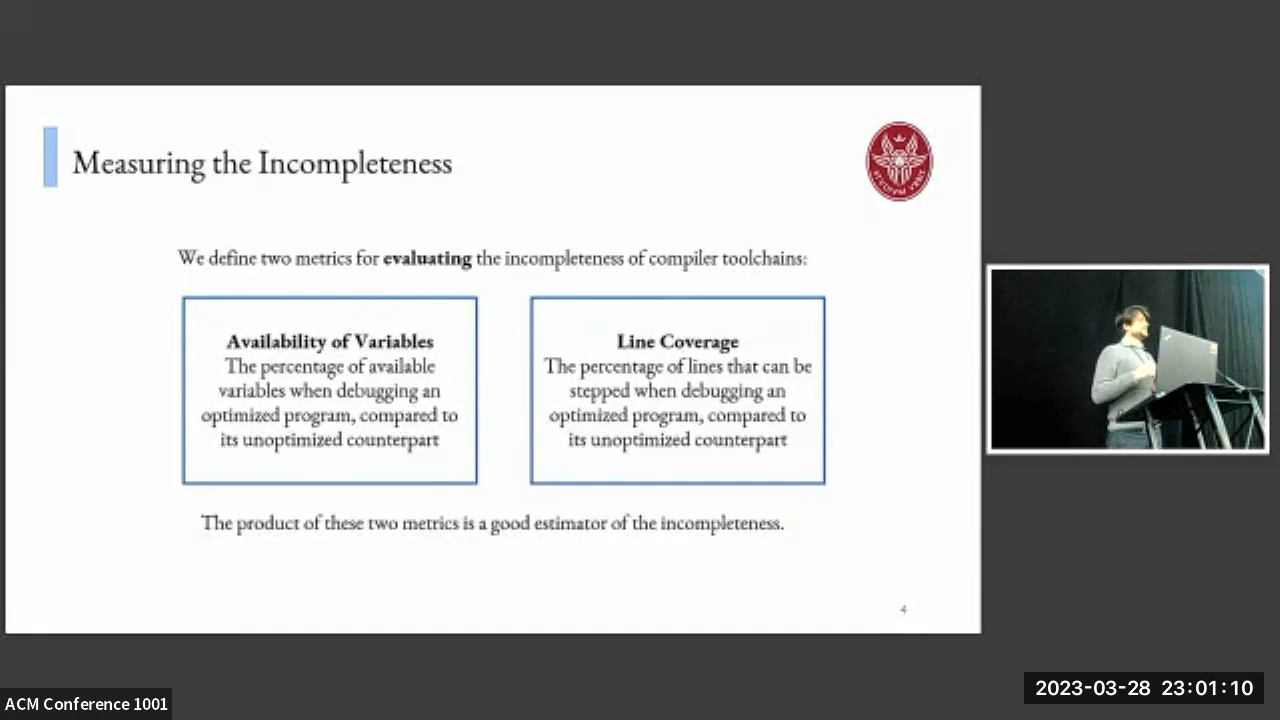 Measuring the Incompleteness
We define two metrics for evaluating the incompleteness of compiler toolchains:
Availability of Variables
The percentage of available
variables when debugging an
optimized program, compared to
its unoptimized counterpart
Line Coverage
The percentage of lines that can be
stepped when debugging an
optimized program, compared to
its unoptimized counterpart
The product of these two metrics is a good estimator of the incompleteness.
4
ACM Conference 1001
2023-03-28 23:01:10